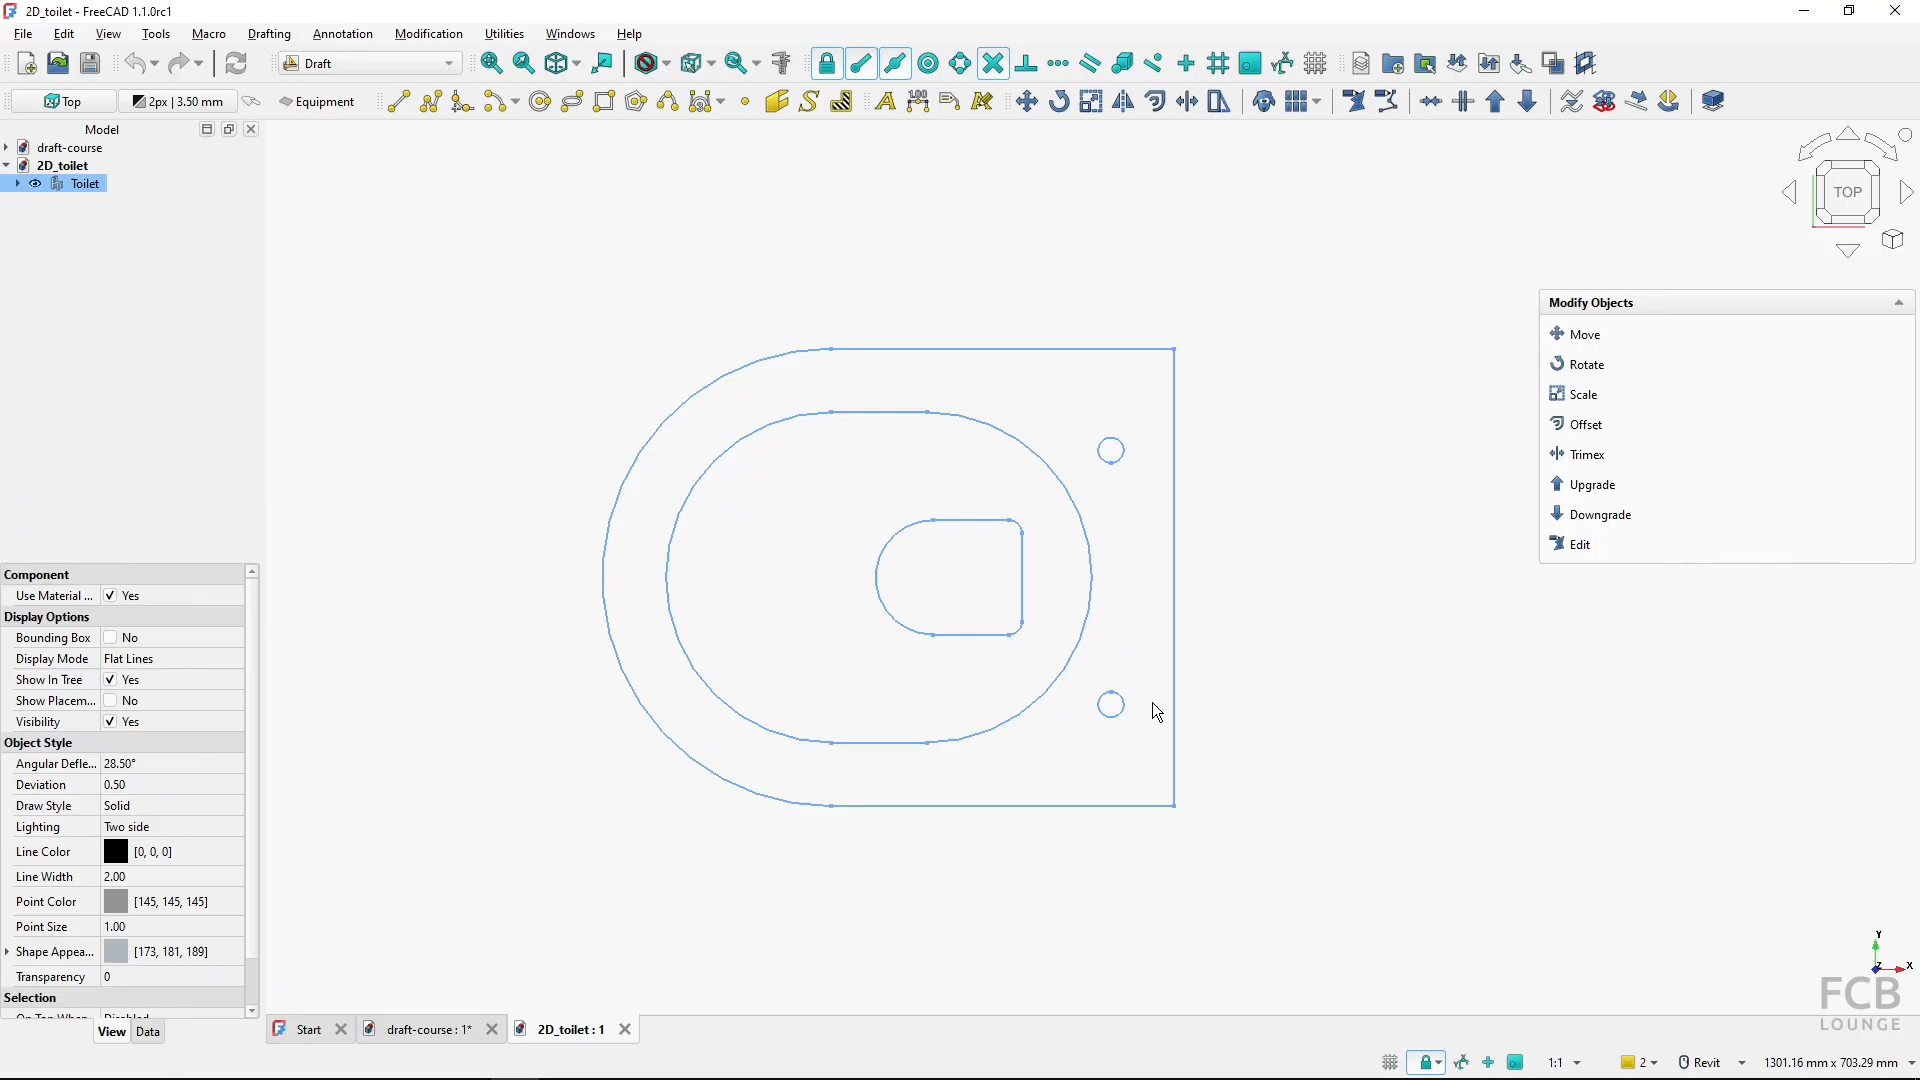 2D_toilet - FreeCAD 1.1.0rc1
File Edit View Tools Macro Drafting Annotation Modification Utilities Windows Help
Draft
Top 2px | 3.50 mm Equipment
Model
draft-course
2D_toilet
Toilet
TOP
Modify Objects
Move
Rotate
Scale
Offset
Trimex
Upgrade
Downgrade
Edit
Component
Use Material ... Yes
Display Options
Bounding Box No
Display Mode Flat Lines
Show In Tree Yes
Show Placem... No
Visibility Yes
Object Style
Angular Defle... 28.50°
Deviation 0.50
Draw Style Solid
Lighting Two side
Line Color [0, 0, 0]
Line Width 2.00
Point Color [145, 145, 145]
Point Size 1.00
Shape Appea... [173, 181, 189]
Transparency 0
Selection
View Data
Start draft-course : 1* 2D_toilet : 1
Y
Z X
FCB
LOUNGE
1:1 2 Revit 1301.16 mm x 703.29 mm